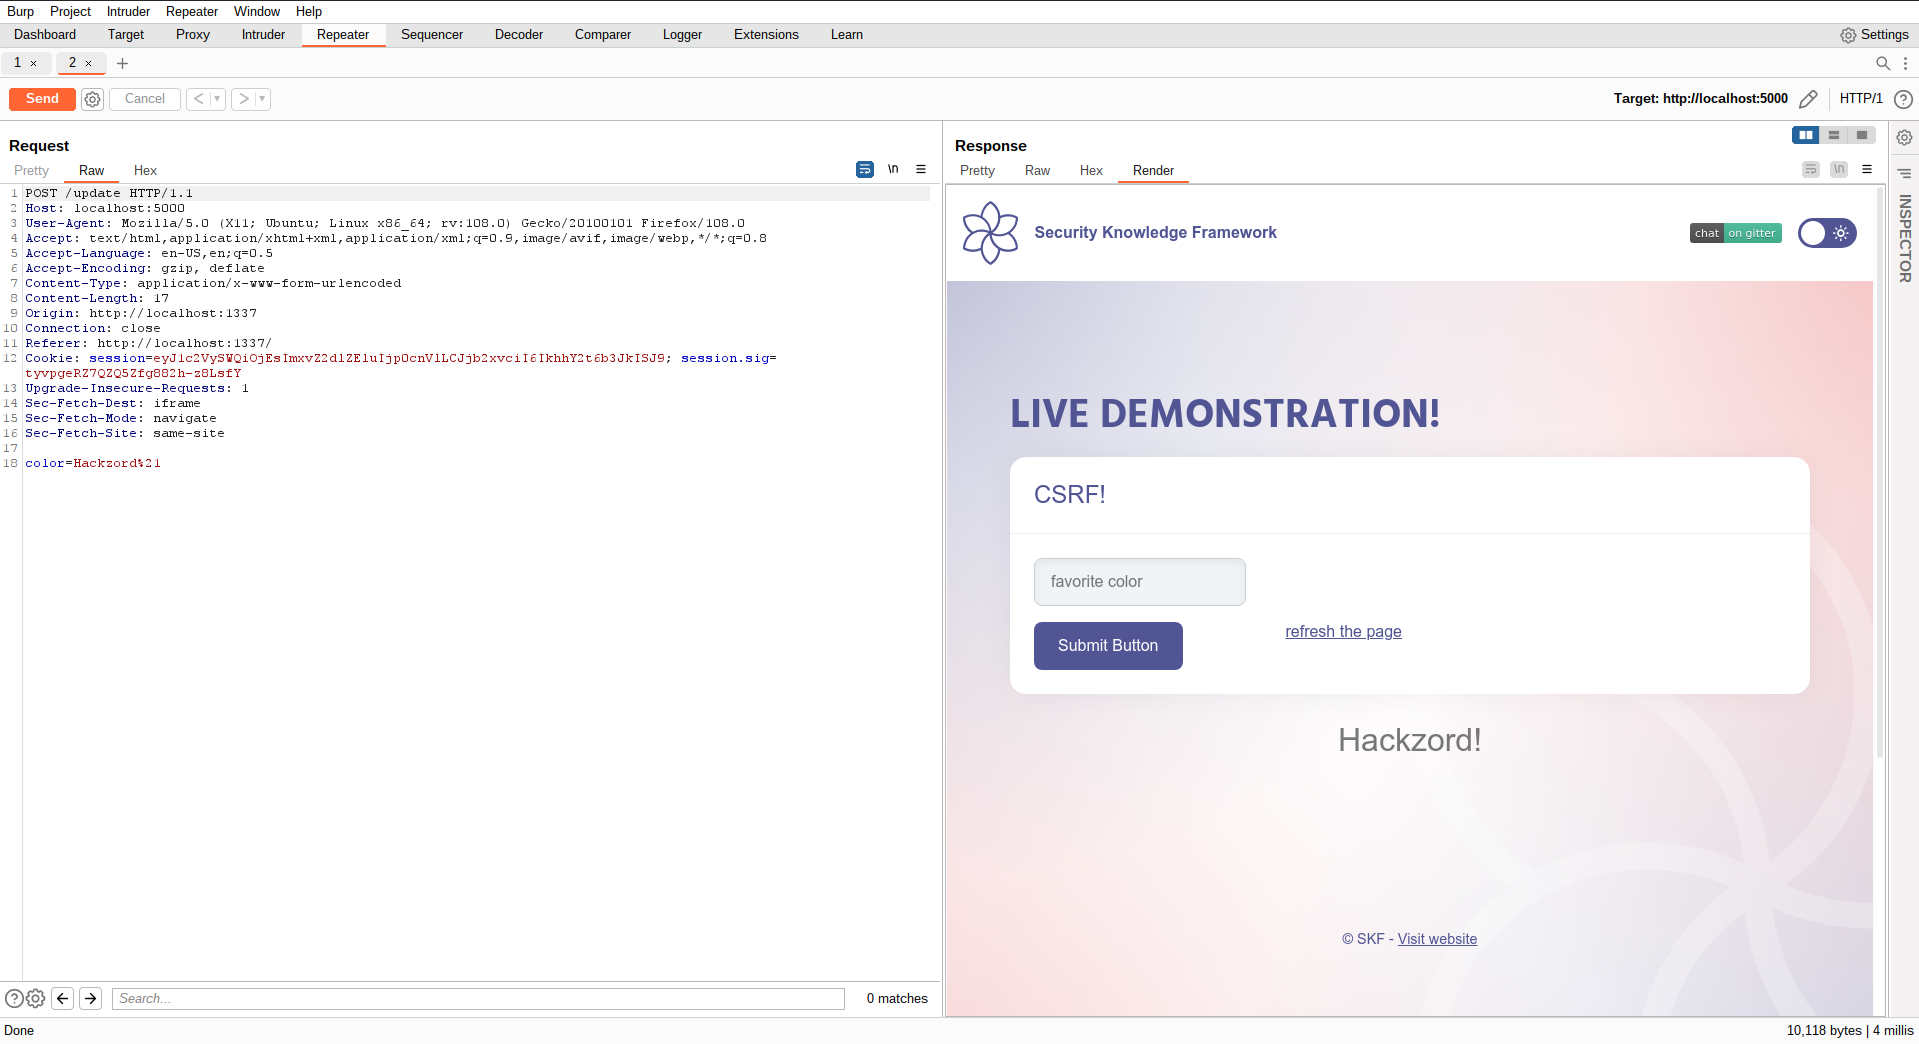 Burp Project Intruder Repeater Window Help
Dashboard Target Proxy Intruder Repeater Sequencer Decoder Comparer Logger Extensions Learn Settings
1 × 2 × +
Send Cancel < > Target: http://localhost:5000 HTTP/1
Request
Pretty Raw Hex \n
1 POST /update HTTP/1.1
2 Host: localhost:5000
3 User-Agent: Mozilla/5.0 (X11; Ubuntu; Linux x86_64; rv:108.0) Gecko/20100101 Firefox/108.0
4 Accept: text/html,application/xhtml+xml,application/xml;q=0.9,image/avif,image/webp,*/*;q=0.8
5 Accept-Language: en-US,en;q=0.5
6 Accept-Encoding: gzip, deflate
7 Content-Type: application/x-www-form-urlencoded
8 Content-Length: 17
9 Origin: http://localhost:1337
10 Connection: close
11 Referer: http://localhost:1337/
12 Cookie: session=eyJ1c2VySWQiOjEsImxvZ2dlZEluIjp0cnVlLCJjb2xvciI6IkhhY2t6b3JkISJ9; session.sig=
tyvpgeRZ7QZQ5Zfg882h-z8LsfY
13 Upgrade-Insecure-Requests: 1
14 Sec-Fetch-Dest: iframe
15 Sec-Fetch-Mode: navigate
16 Sec-Fetch-Site: same-site
17
18 color=Hackzord%21
Search... 0 matches
Response
Pretty Raw Hex Render \n
Security Knowledge Framework chat on gitter
LIVE DEMONSTRATION!
CSRF!
favorite color
Submit Button refresh the page
Hackzord!
© SKF - Visit website
INSPECTOR
Done 10,118 bytes | 4 millis